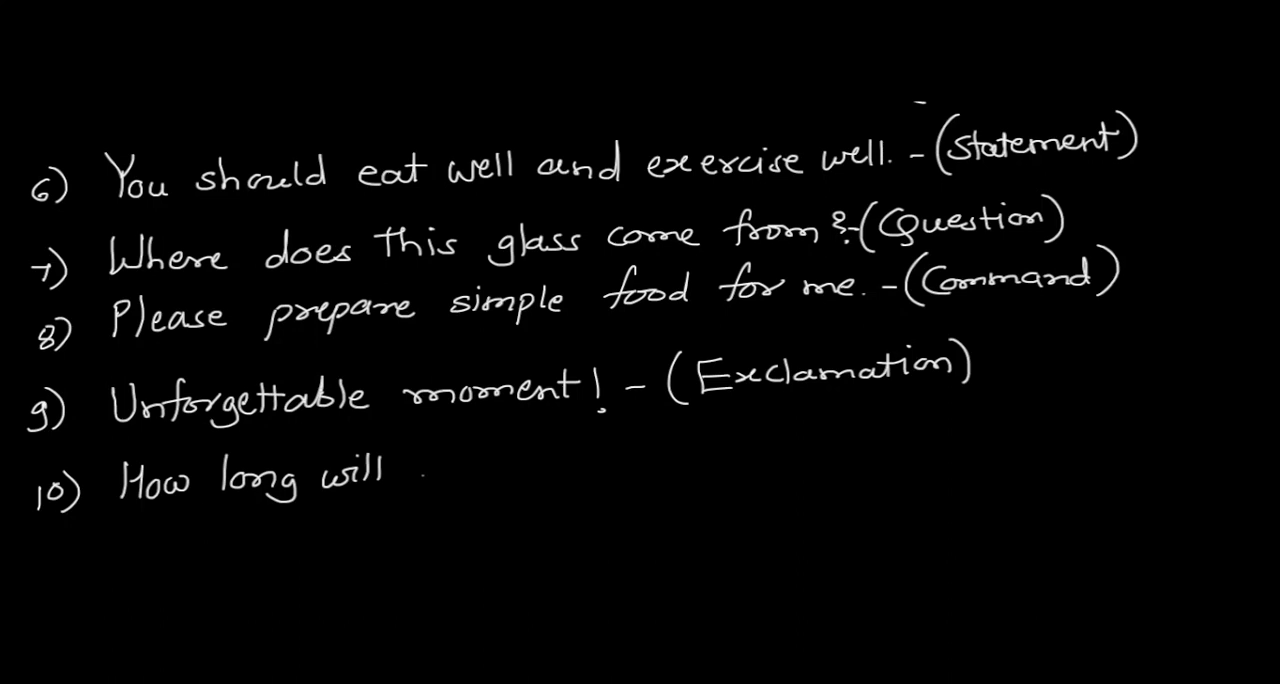 6) You should eat well and exercise well. - (Statement)
7) Where does this glass come from? - (Question)
8) Please prepare simple food for me. - (Command)
9) Unforgettable moment! - (Exclamation)
10) How long will